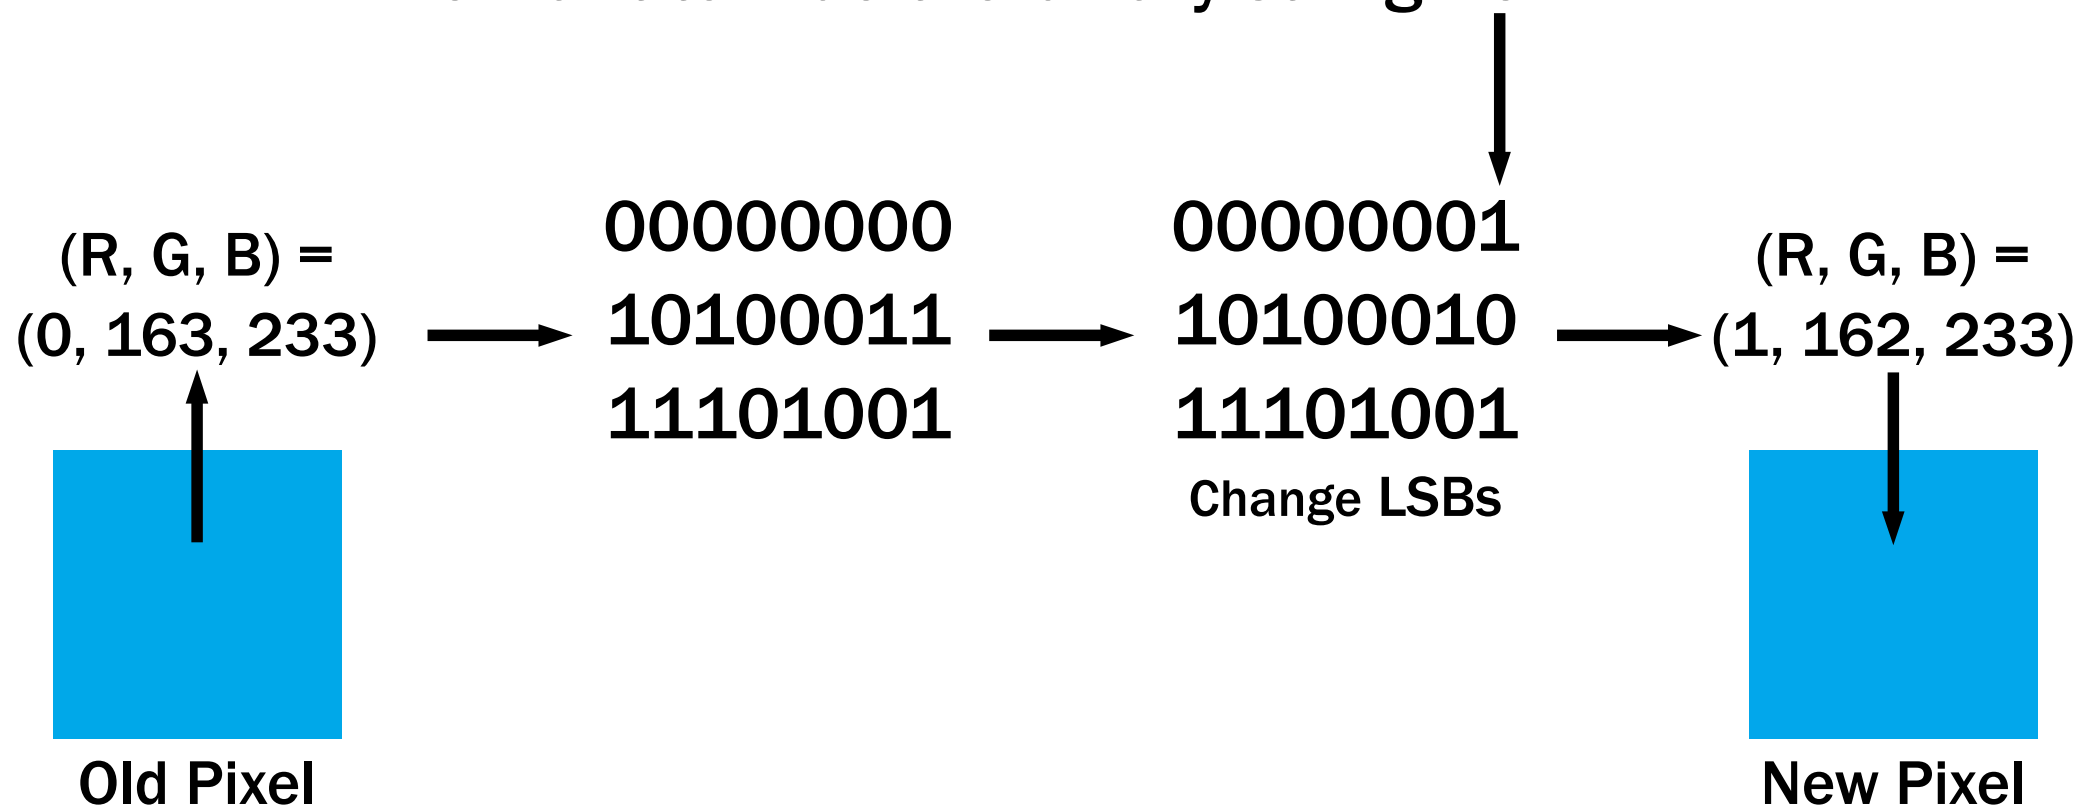 (R, G, B) =
(0, 163, 233)
00000000
10100011
11101001
00000001
10100010
11101001
Change LSBs
(R, G, B) =
(1, 162, 233)
Old Pixel
New Pixel